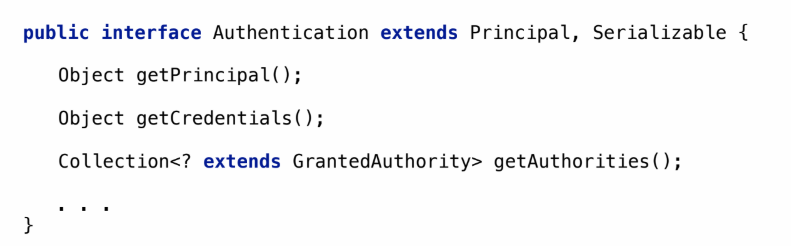 public interface Authentication extends Principal, Serializable {
Object getPrincipal();
Object getCredentials();
Collection<? extends GrantedAuthority> getAuthorities();
. . .
}